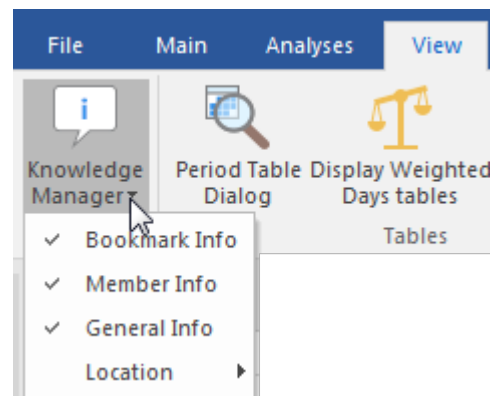 File Main Analyses View
Knowledge Manager
Period Table Dialog
Display Weighted Days tables
Tables
Bookmark Info
Member Info
General Info
Location